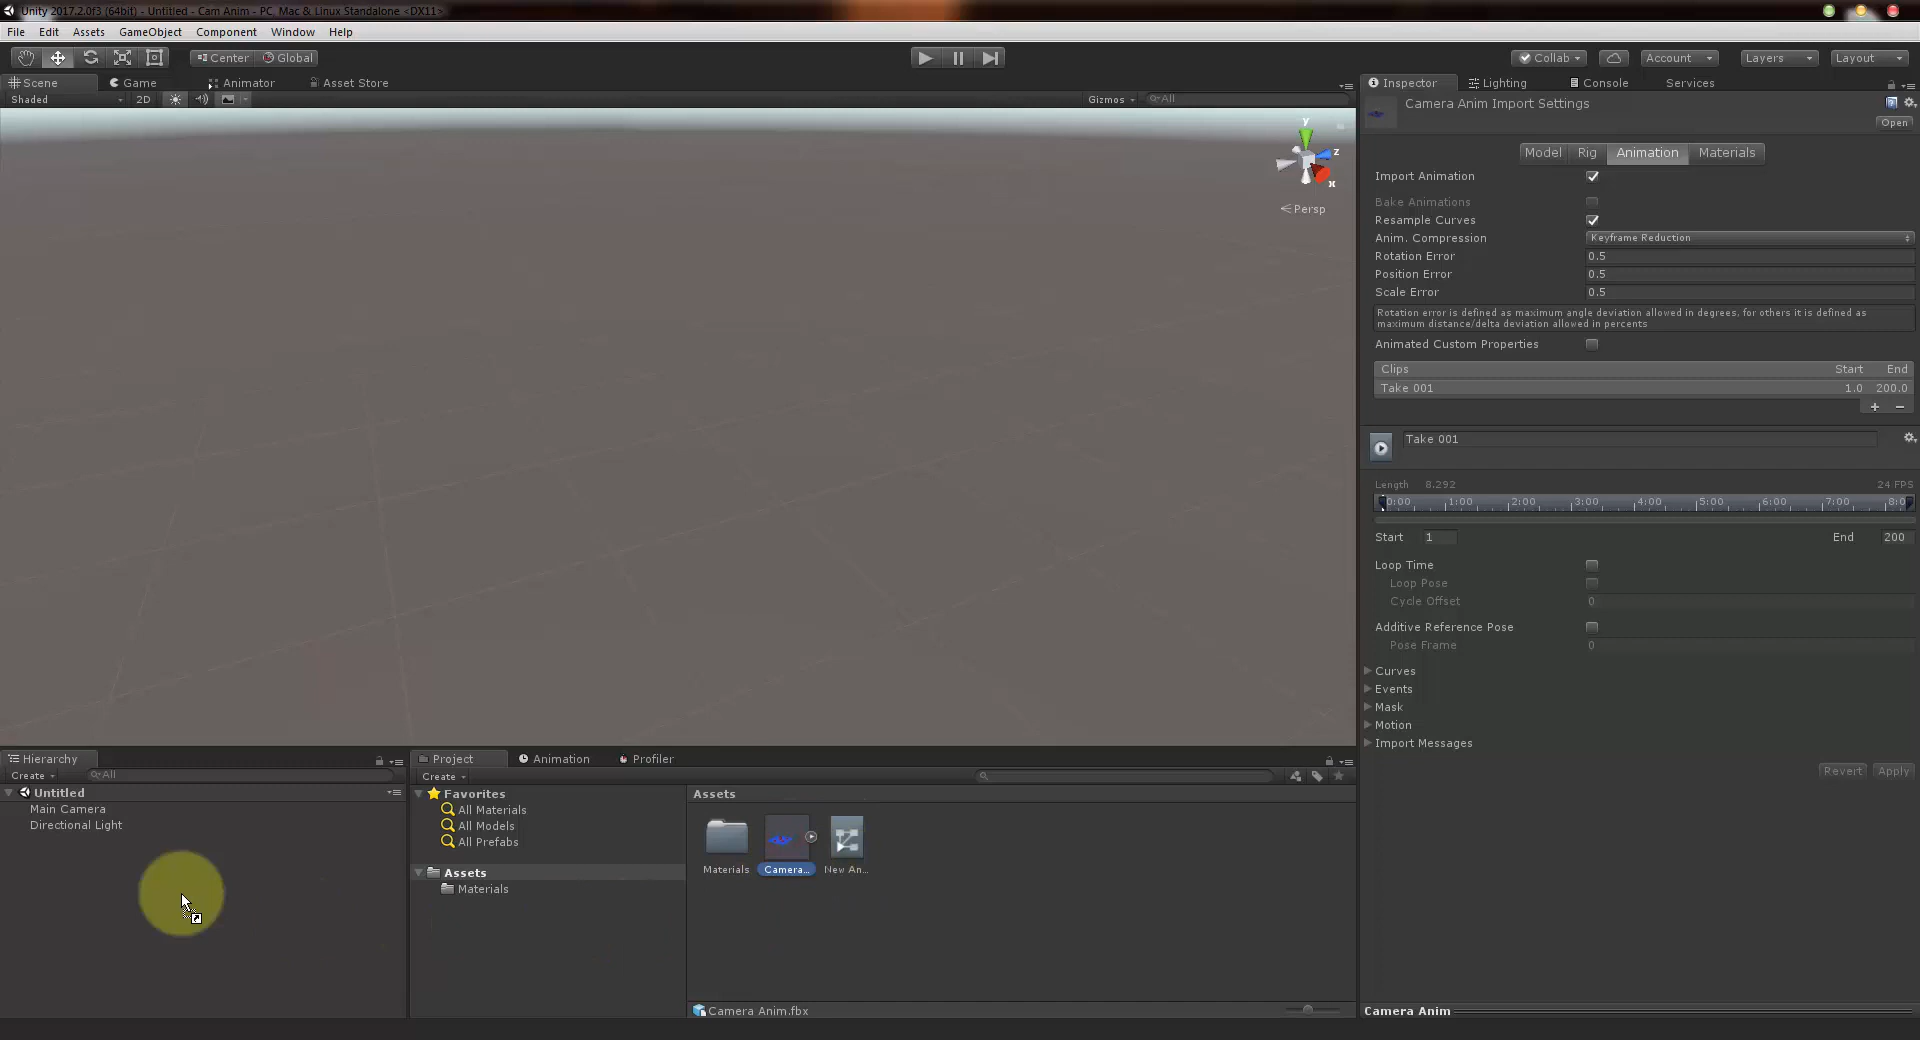 Unity 2017.2.0f3 (64bit) - Untitled - Cam Anim - PC, Mac & Linux Standalone <DX11>
File Edit Assets GameObject Component Window Help
Center Global Collab Account Layers Layout
Scene Game Animator Asset Store
Shaded 2D Gizmos All
y
z
x
Persp
Inspector Lighting Console Services
Camera Anim Import Settings
Open
Model Rig Animation Materials
Import Animation
Bake Animations
Resample Curves
Anim. Compression Keyframe Reduction
Rotation Error 0.5
Position Error 0.5
Scale Error 0.5
Rotation error is defined as maximum angle deviation allowed in degrees, for others it is defined as
maximum distance/delta deviation allowed in percents
Animated Custom Properties
Clips Start End
Take 001 1.0 200.0
+ −
Take 001
Length 8.292 24 FPS
0:00 1:00 2:00 3:00 4:00 5:00 6:00 7:00 8:0
Start 1 End 200
Loop Time
Loop Pose
Cycle Offset 0
Additive Reference Pose
Pose Frame 0
Curves
Events
Mask
Motion
Import Messages
Revert Apply
Camera Anim
Hierarchy
Create All
Untitled
Main Camera
Directional Light
Project Animation Profiler
Create
Favorites
All Materials
All Models
All Prefabs
Assets
Materials
Assets
Materials Camera... New An...
Camera Anim.fbx